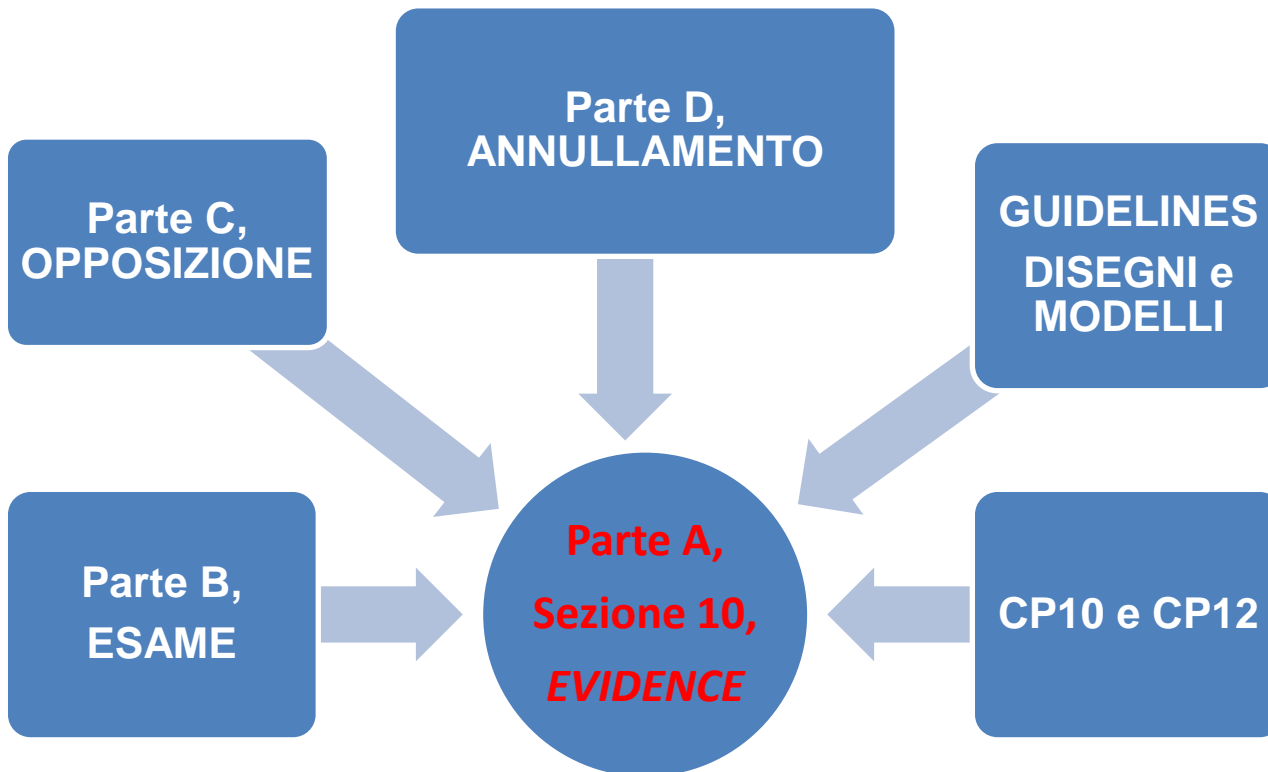 Parte D,
ANNULLAMENTO
Parte C,
OPPOSIZIONE
GUIDELINES
DISEGNI e
MODELLI
Parte B,
ESAME
Parte A,
Sezione 10,
EVIDENCE
CP10 e CP12